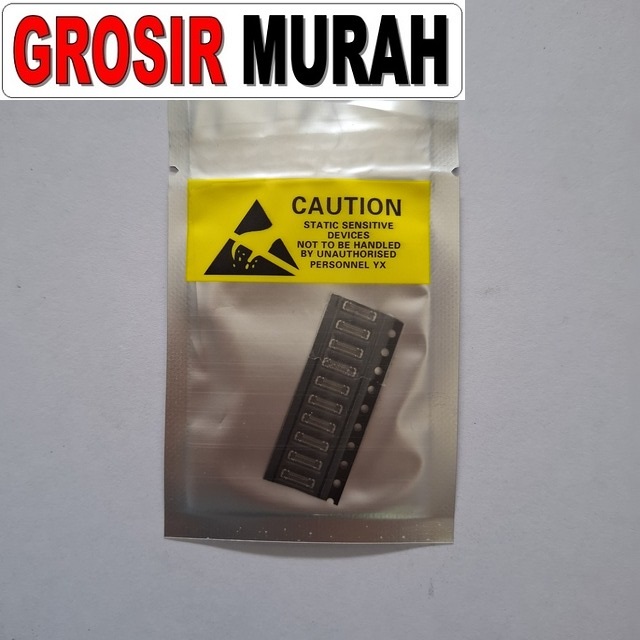 GROSIR MURAH
CAUTION
STATIC SENSITIVE
DEVICES
NOT TO BE HANDLED
BY UNAUTHORISED
PERSONNEL YX